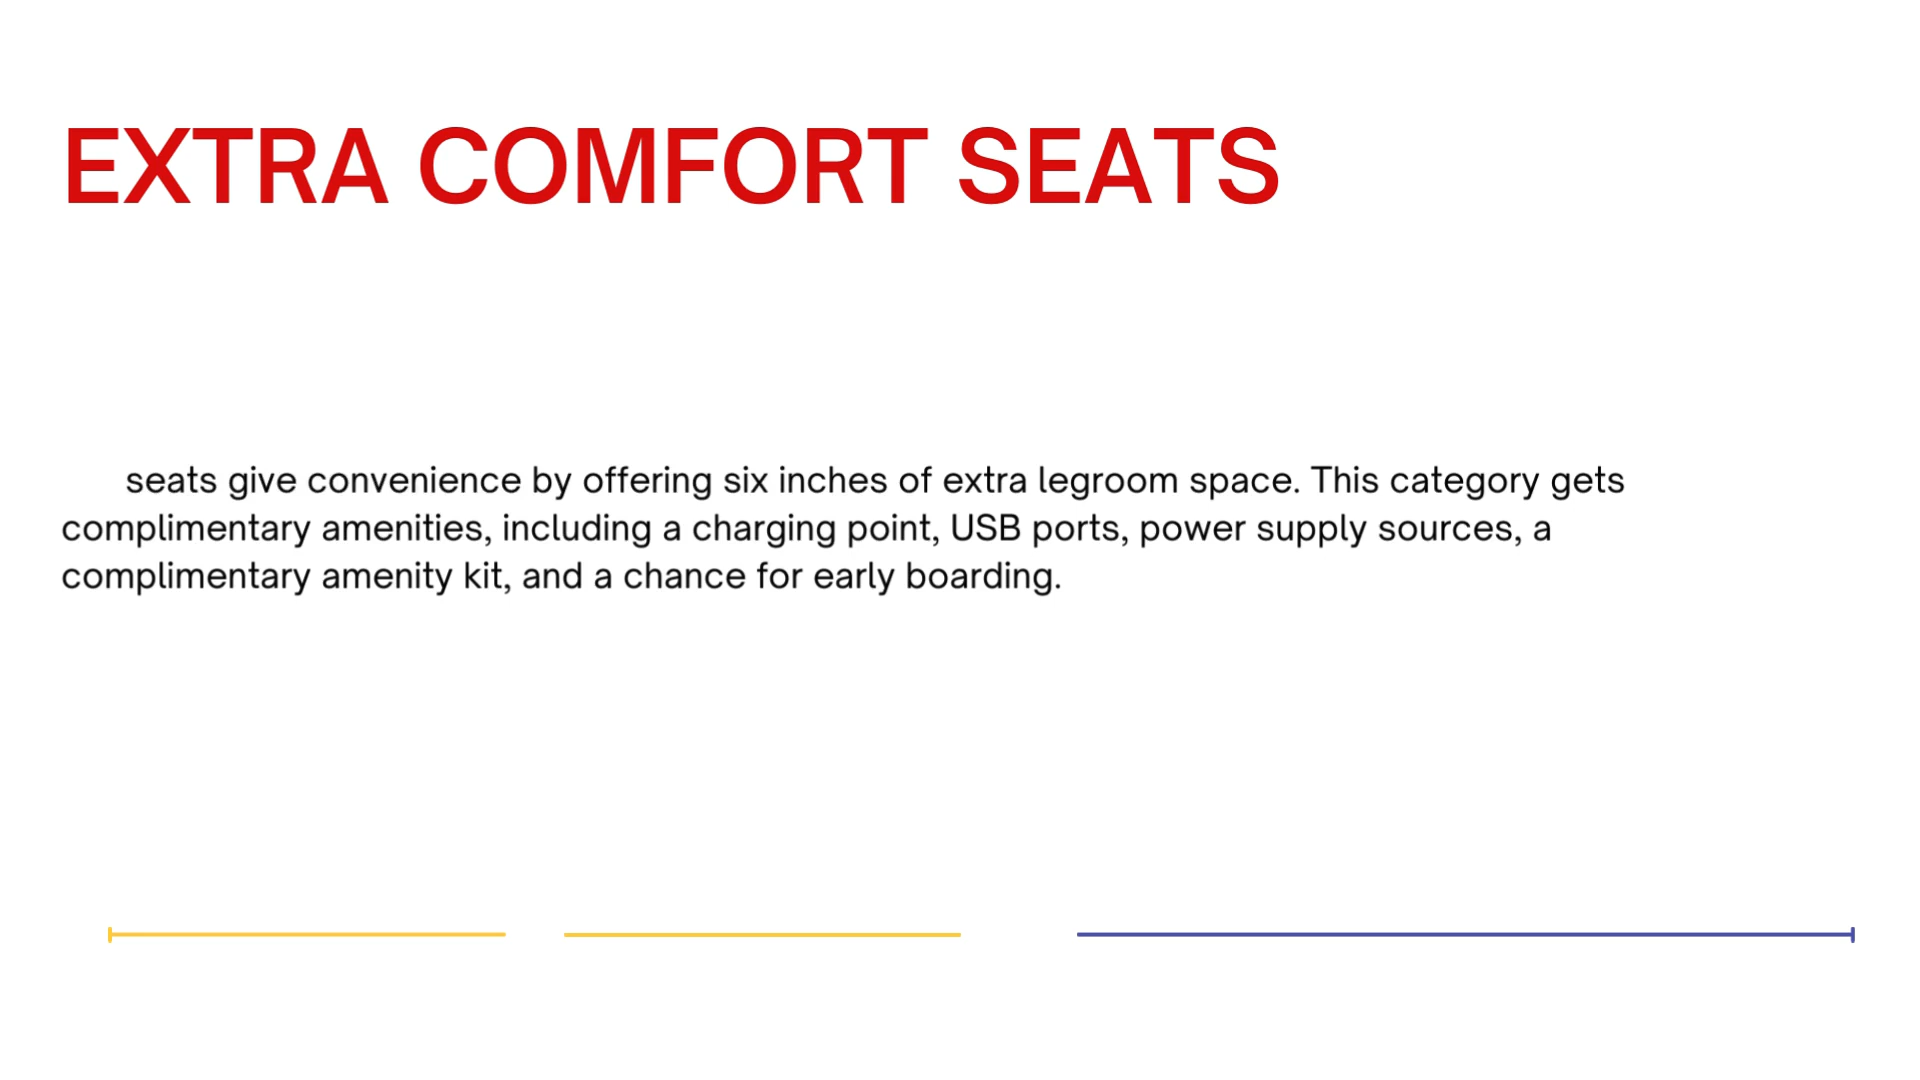 EXTRA COMFORT SEATS
seats give convenience by offering six inches of extra legroom space. This category gets
complimentary amenities, including a charging point, USB ports, power supply sources, a
complimentary amenity kit, and a chance for early boarding.